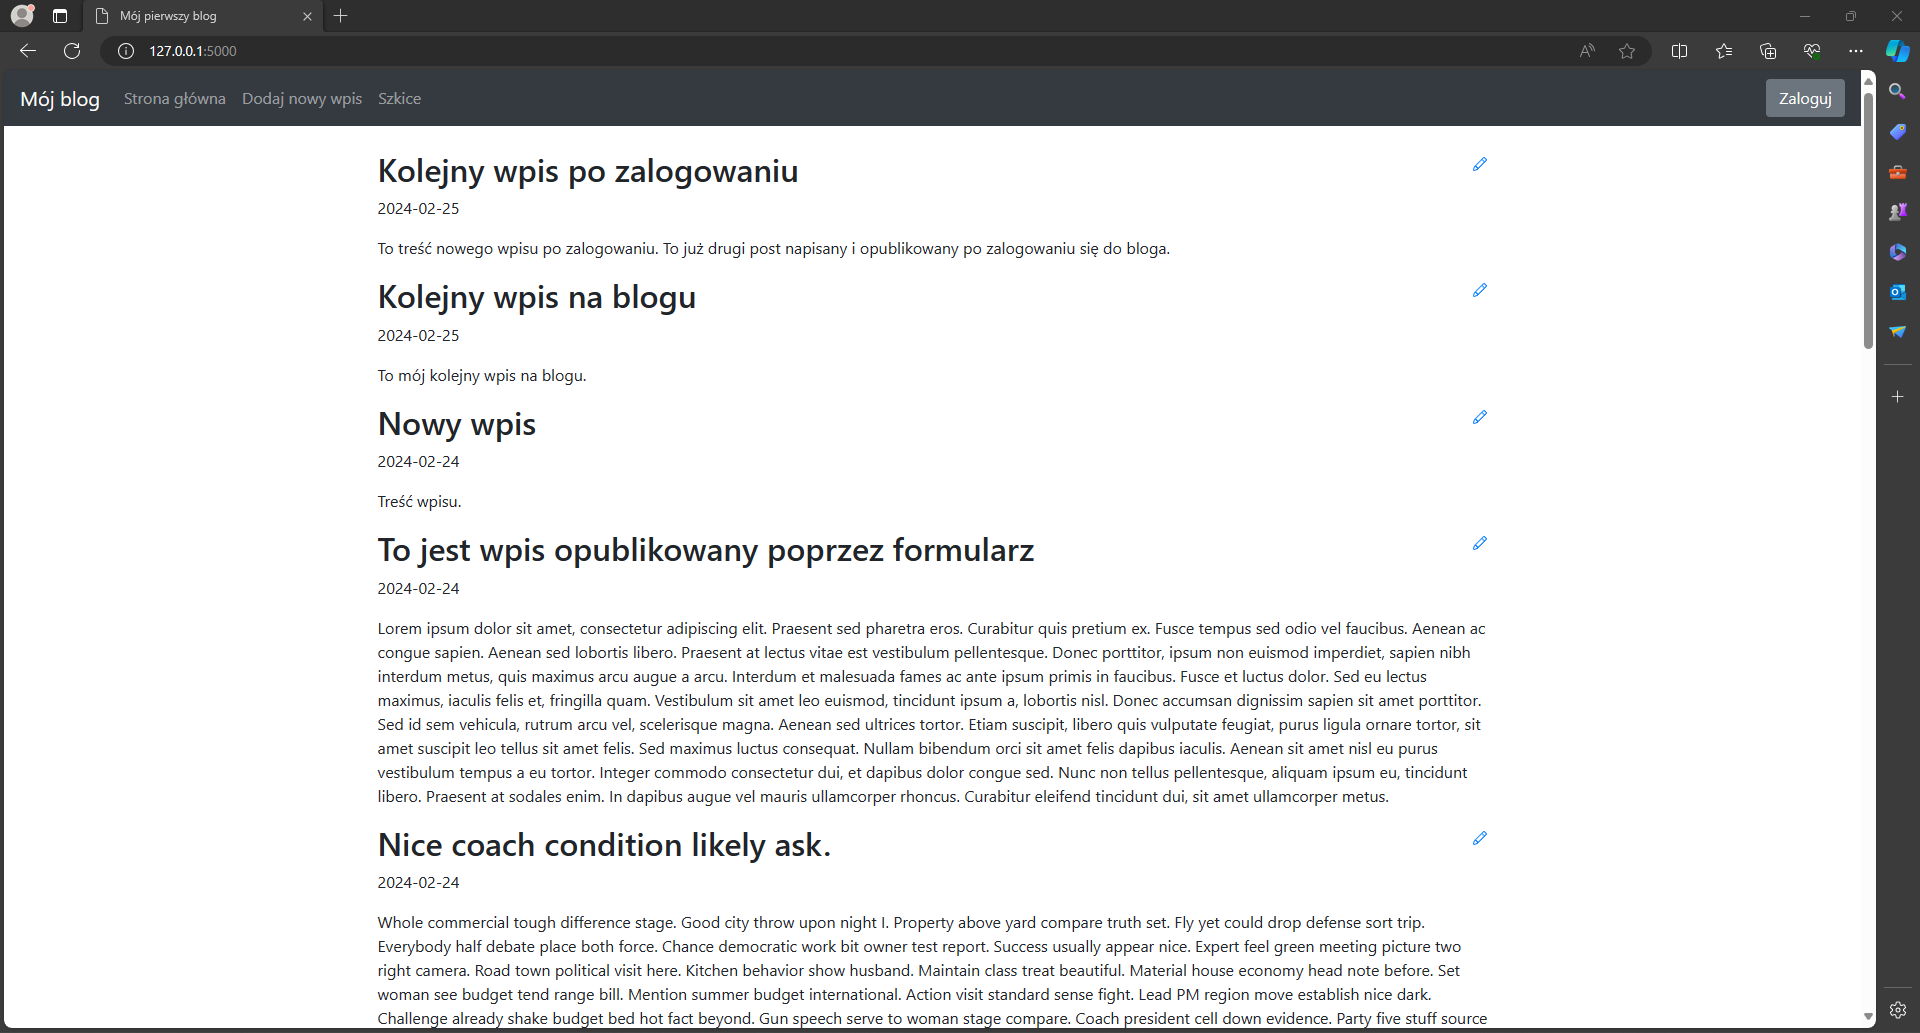 Mój pierwszy blog
127.0.0.1:5000
Mój blog Strona główna Dodaj nowy wpis Szkice Zaloguj
Kolejny wpis po zalogowaniu
2024-02-25
To treść nowego wpisu po zalogowaniu. To już drugi post napisany i opublikowany po zalogowaniu się do bloga.
Kolejny wpis na blogu
2024-02-25
To mój kolejny wpis na blogu.
Nowy wpis
2024-02-24
Treść wpisu.
To jest wpis opublikowany poprzez formularz
2024-02-24
Lorem ipsum dolor sit amet, consectetur adipiscing elit. Praesent sed pharetra eros. Curabitur quis pretium ex. Fusce tempus sed odio vel faucibus. Aenean ac
congue sapien. Aenean sed lobortis libero. Praesent at lectus vitae est vestibulum pellentesque. Donec porttitor, ipsum non euismod imperdiet, sapien nibh
interdum metus, quis maximus arcu augue a arcu. Interdum et malesuada fames ac ante ipsum primis in faucibus. Fusce et luctus dolor. Sed eu lectus
maximus, iaculis felis et, fringilla quam. Vestibulum sit amet leo euismod, tincidunt ipsum a, lobortis nisl. Donec accumsan dignissim sapien sit amet porttitor.
Sed id sem vehicula, rutrum arcu vel, scelerisque magna. Aenean sed ultrices tortor. Etiam suscipit, libero quis vulputate feugiat, purus ligula ornare tortor, sit
amet suscipit leo tellus sit amet felis. Sed maximus luctus consequat. Nullam bibendum orci sit amet felis dapibus iaculis. Aenean sit amet nisl eu purus
vestibulum tempus a eu tortor. Integer commodo consectetur dui, et dapibus dolor congue sed. Nunc non tellus pellentesque, aliquam ipsum eu, tincidunt
libero. Praesent at sodales enim. In dapibus augue vel mauris ullamcorper rhoncus. Curabitur eleifend tincidunt dui, sit amet ullamcorper metus.
Nice coach condition likely ask.
2024-02-24
Whole commercial tough difference stage. Good city throw upon night I. Property above yard compare truth set. Fly yet could drop defense sort trip.
Everybody half debate place both force. Chance democratic work bit owner test report. Success usually appear nice. Expert feel green meeting picture two
right camera. Road town political visit here. Kitchen behavior show husband. Maintain class treat beautiful. Material house economy head note before. Set
woman see budget tend range bill. Mention summer budget international. Action visit standard sense fight. Lead PM region move establish nice dark.
Challenge already shake budget bed hot fact beyond. Gun speech serve to woman stage compare. Coach president cell down evidence. Party five stuff source